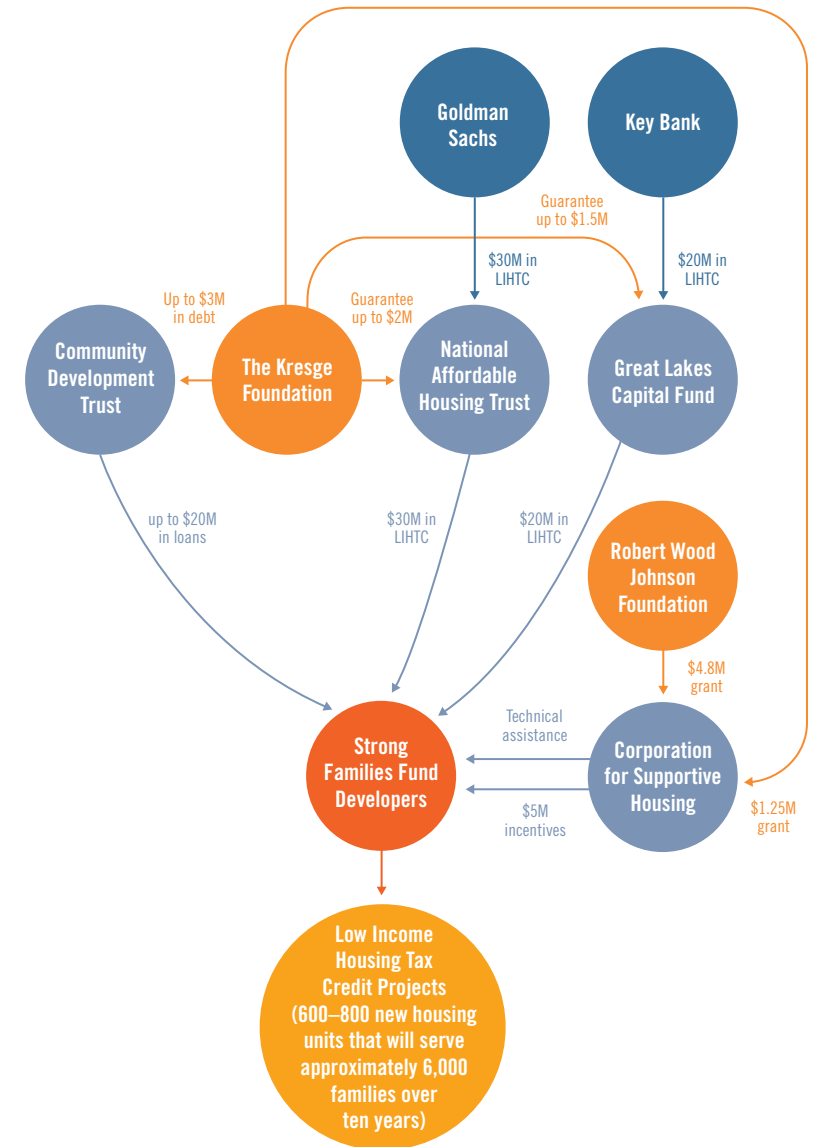 Goldman
Sachs
Key Bank
Guarantee
up to $1.5M
$30M in
LIHTC
$20M in
LIHTC
Up to $3M
in debt
Guarantee
up to $2M
Community
Development
Trust
The Kresge
Foundation
National
Affordable
Housing Trust
Great Lakes
Capital Fund
up to $20M
in loans
$30M in
LIHTC
$20M in
LIHTC
Robert Wood
Johnson
Foundation
$4.8M
grant
Technical
assistance
Strong
Families Fund
Developers
Corporation
for Supportive
Housing
$5M
incentives
$1.25M
grant
Low Income
Housing Tax
Credit Projects
(600–800 new housing
units that will serve
approximately 6,000
families over
ten years)